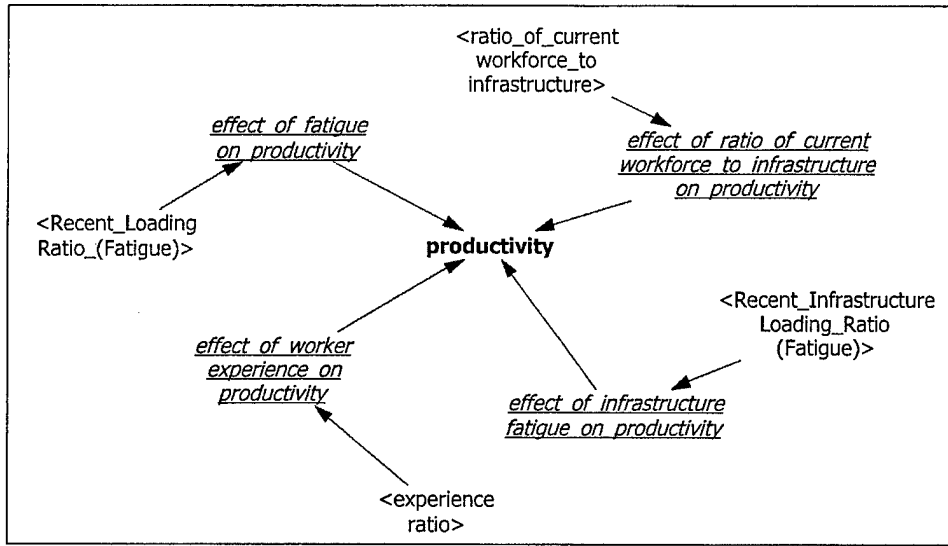 <ratio_of_current
workforce_to
infrastructure>
effect of fatigue
on productivity
effect of ratio of current
workforce to infrastructure
on productivity
<Recent_Loading
Ratio_(Fatigue)>
productivity
<Recent_Infrastructure
Loading_Ratio
(Fatigue)>
effect of worker
experience on
productivity
effect of infrastructure
fatigue on productivity
<experience
ratio>